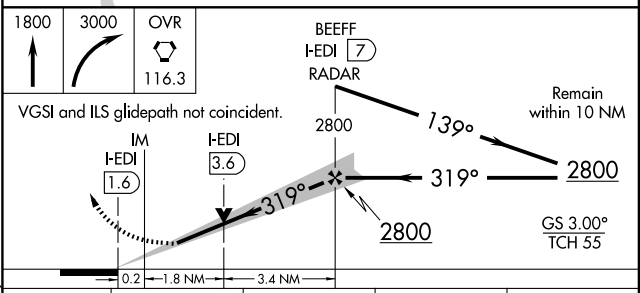 1800
3000
OVR
116.3
VGSI and ILS glidepath not coincident.
BEEFF
I-EDI 7
RADAR
2800
139°
Remain
within 10 NM
2800
319°
IM
I-EDI
1.6
I-EDI
3.6
319°
2800
GS 3.00°
TCH 55
0.2
1.8 NM
3.4 NM